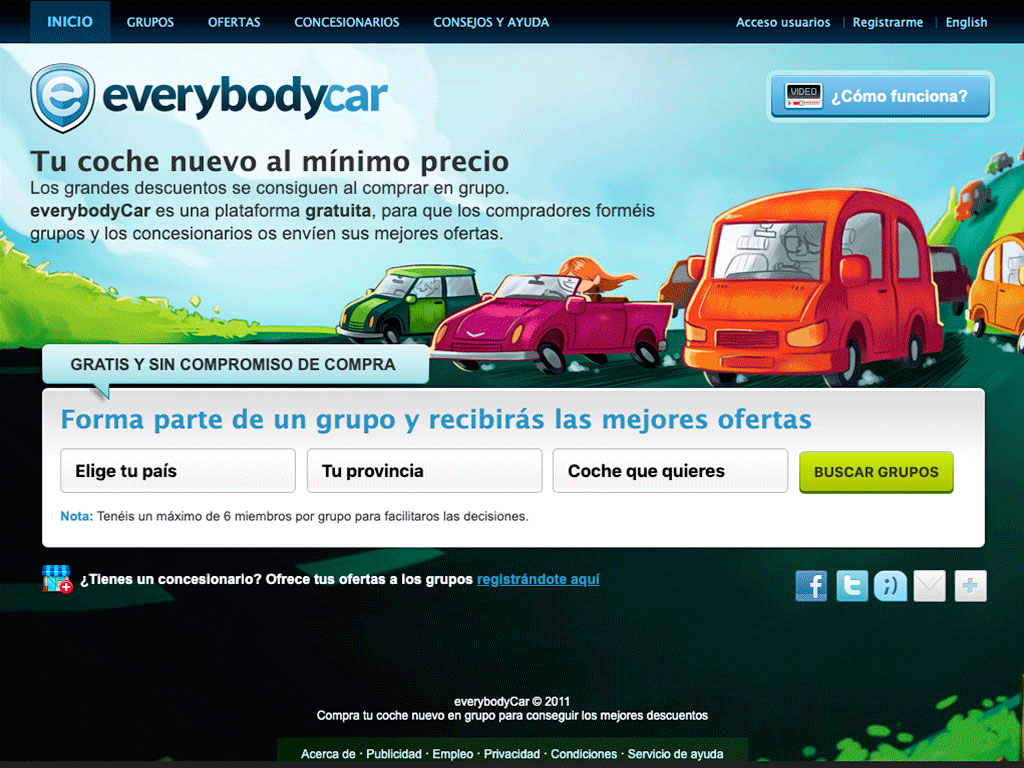 INICIO GRUPOS OFERTAS CONCESIONARIOS CONSEJOS Y AYUDA Acceso usuarios | Registrarme | English
e everybodycar
VIDEO ¿Cómo funciona?
Tu coche nuevo al mínimo precio
Los grandes descuentos se consiguen al comprar en grupo.
everybodyCar es una plataforma gratuita, para que los compradores forméis
grupos y los concesionarios os envíen sus mejores ofertas.
GRATIS Y SIN COMPROMISO DE COMPRA
Forma parte de un grupo y recibirás las mejores ofertas
Elige tu país Tu provincia Coche que quieres BUSCAR GRUPOS
Nota: Tenéis un máximo de 6 miembros por grupo para facilitaros las decisiones.
¿Tienes un concesionario? Ofrece tus ofertas a los grupos registrándote aquí
f t ;)
everybodyCar © 2011
Compra tu coche nuevo en grupo para conseguir los mejores descuentos
Acerca de · Publicidad · Empleo · Privacidad · Condiciones · Servicio de ayuda